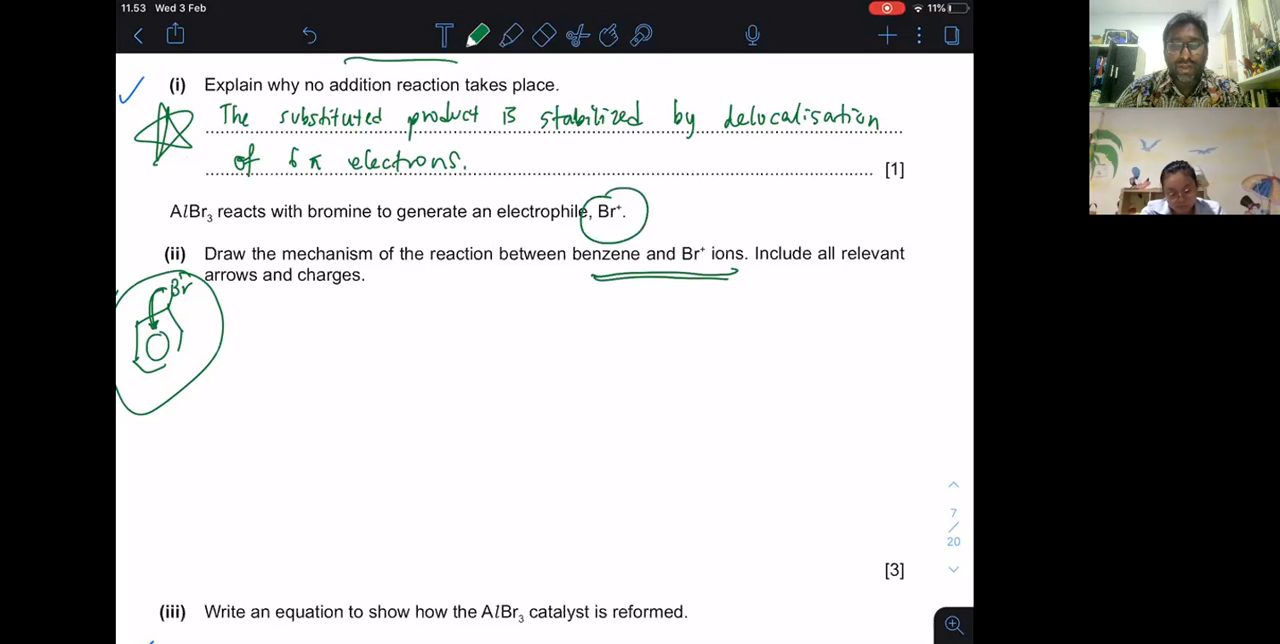 11.53 Wed 3 Feb
11%
(i) Explain why no addition reaction takes place.
The substituted product is stabilized by delocalisation
of 6 π electrons.
[1]
AlBr₃ reacts with bromine to generate an electrophile, Br⁺.
(ii) Draw the mechanism of the reaction between benzene and Br⁺ ions. Include all relevant
arrows and charges.
Br
7
/
20
[3]
(iii) Write an equation to show how the AlBr₃ catalyst is reformed.